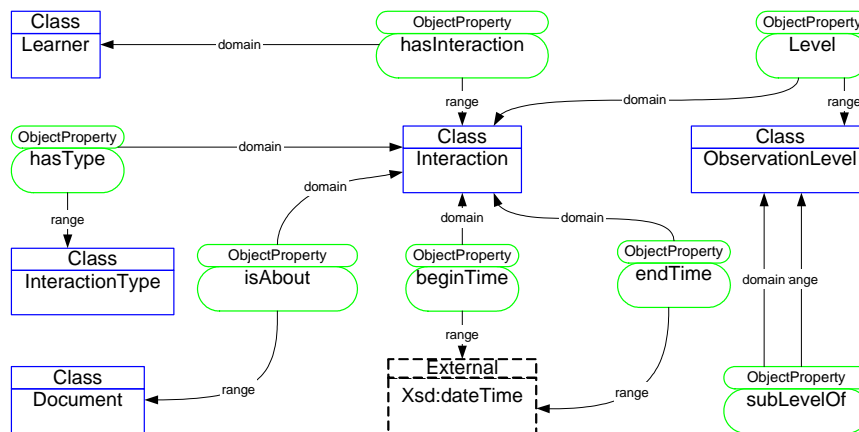 Class
Learner
domain
ObjectProperty
hasInteraction
ObjectProperty
Level
range
domain
range
ObjectProperty
hasType
domain
Class
Interaction
Class
ObservationLevel
domain
range
domain
domain
Class
InteractionType
ObjectProperty
isAbout
ObjectProperty
beginTime
ObjectProperty
endTime
domain ange
range
Class
Document
range
External
Xsd:dateTime
range
ObjectProperty
subLevelOf